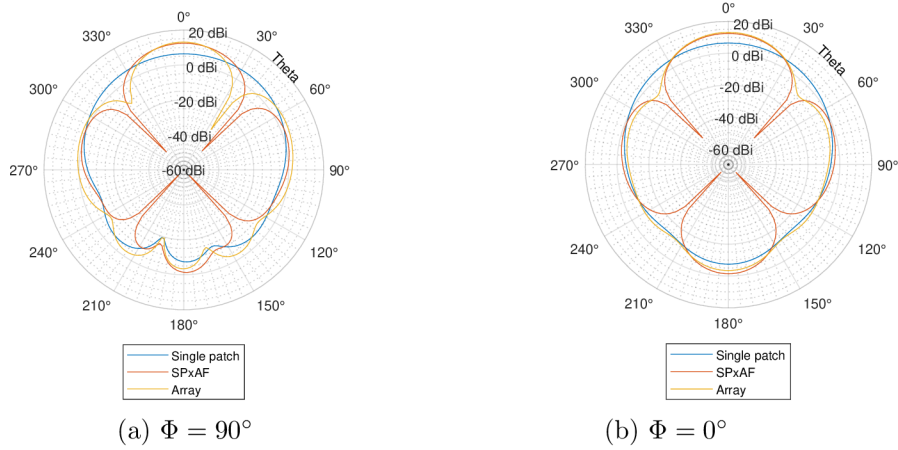 0°
20 dBi
330°
30°
Theta
0 dBi
300°
60°
-20 dBi
-40 dBi
270°
-60 dBi
90°
240°
120°
210°
150°
180°
Single patch
SPxAF
Array
(a) Φ = 90°
0°
20 dBi
330°
30°
Theta
0 dBi
300°
60°
-20 dBi
-40 dBi
-60 dBi
270°
90°
240°
120°
210°
150°
180°
Single patch
SPxAF
Array
(b) Φ = 0°